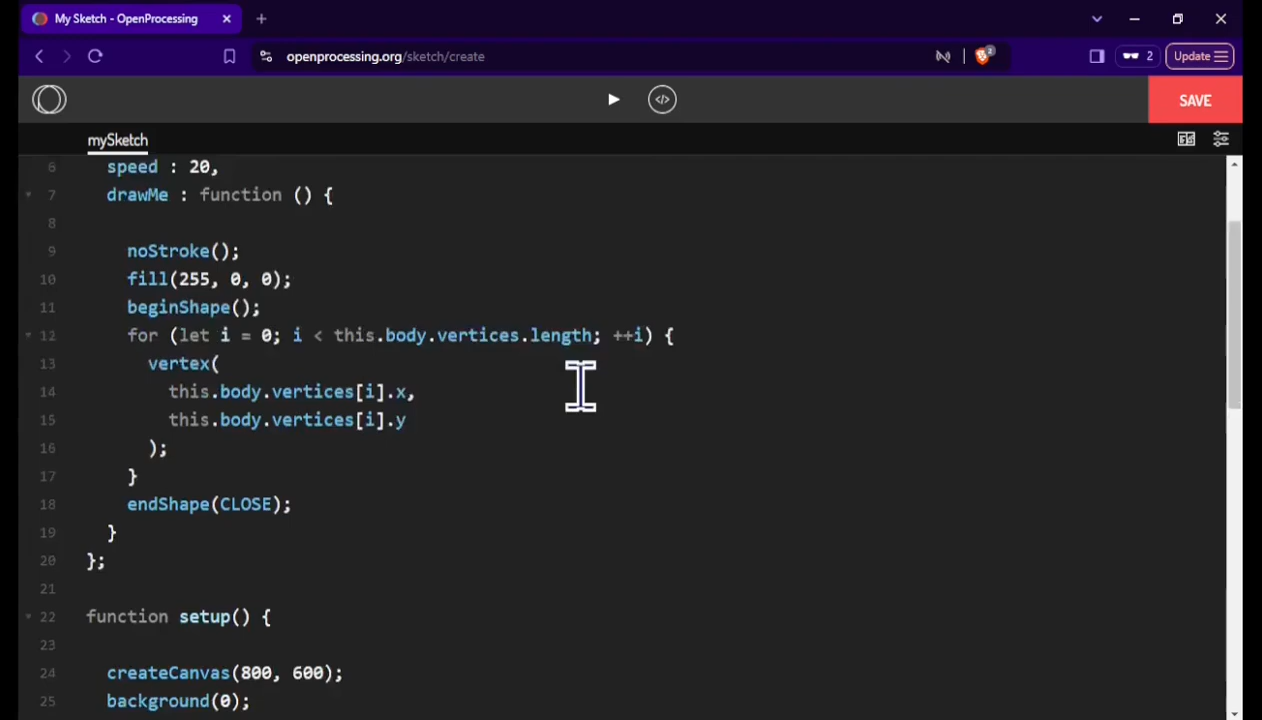 My Sketch - OpenProcessing
openprocessing.org/sketch/create
2
2
Update
</>
SAVE
mySketch
6 speed : 20,
7 drawMe : function () {
8
9 noStroke();
10 fill(255, 0, 0);
11 beginShape();
12 for (let i = 0; i < this.body.vertices.length; ++i) {
13 vertex(
14 this.body.vertices[i].x,
15 this.body.vertices[i].y
16 );
17 }
18 endShape(CLOSE);
19 }
20 };
21
22 function setup() {
23
24 createCanvas(800, 600);
25 background(0);